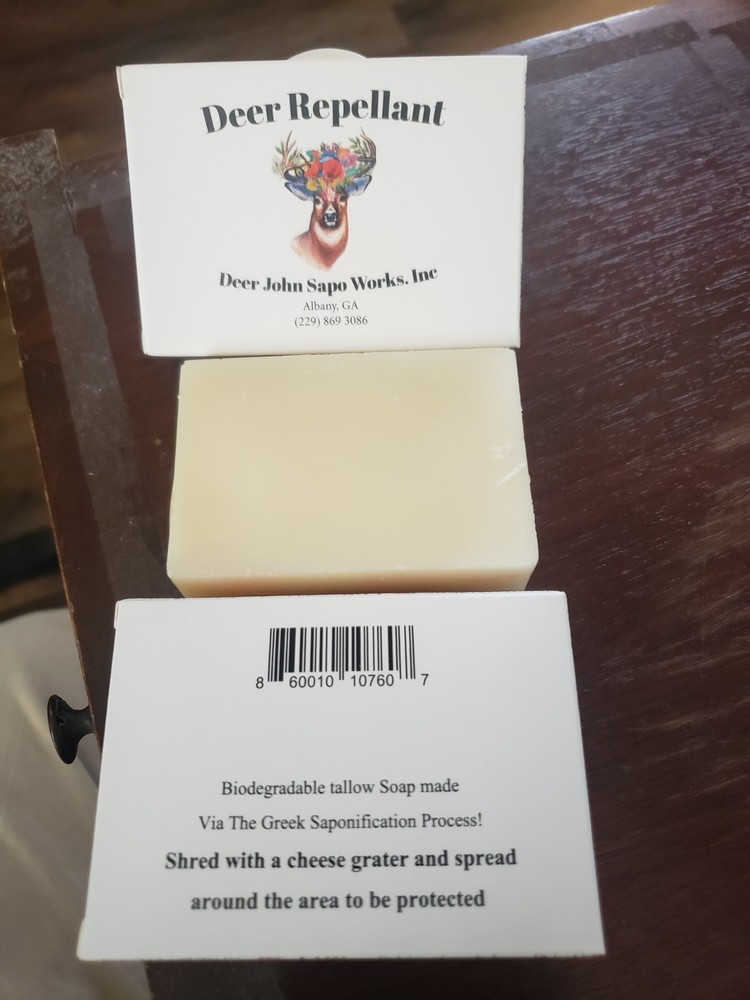 Deer Repellant
Deer John Sapo Works. Inc
Albany, GA
(229) 869 3086
8 60010 10760 7
Biodegradable tallow Soap made
Via The Greek Saponification Process!
Shred with a cheese grater and spread
around the area to be protected